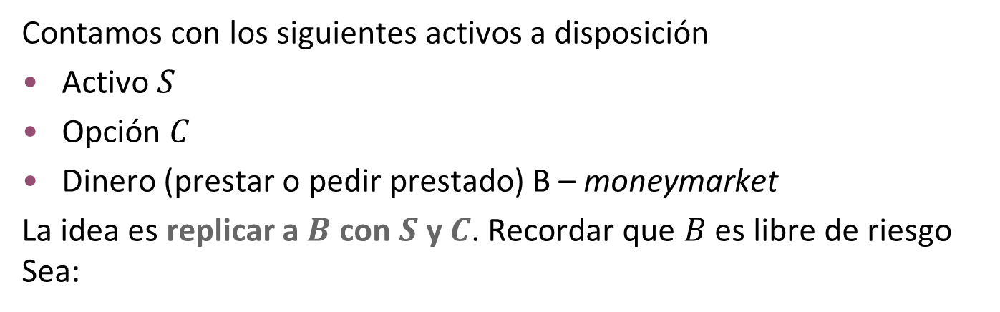 Contamos con los siguientes activos a disposición
• Activo S
• Opción C
• Dinero (prestar o pedir prestado) B – moneymarket
La idea es replicar a B con S y C. Recordar que B es libre de riesgo
Sea: